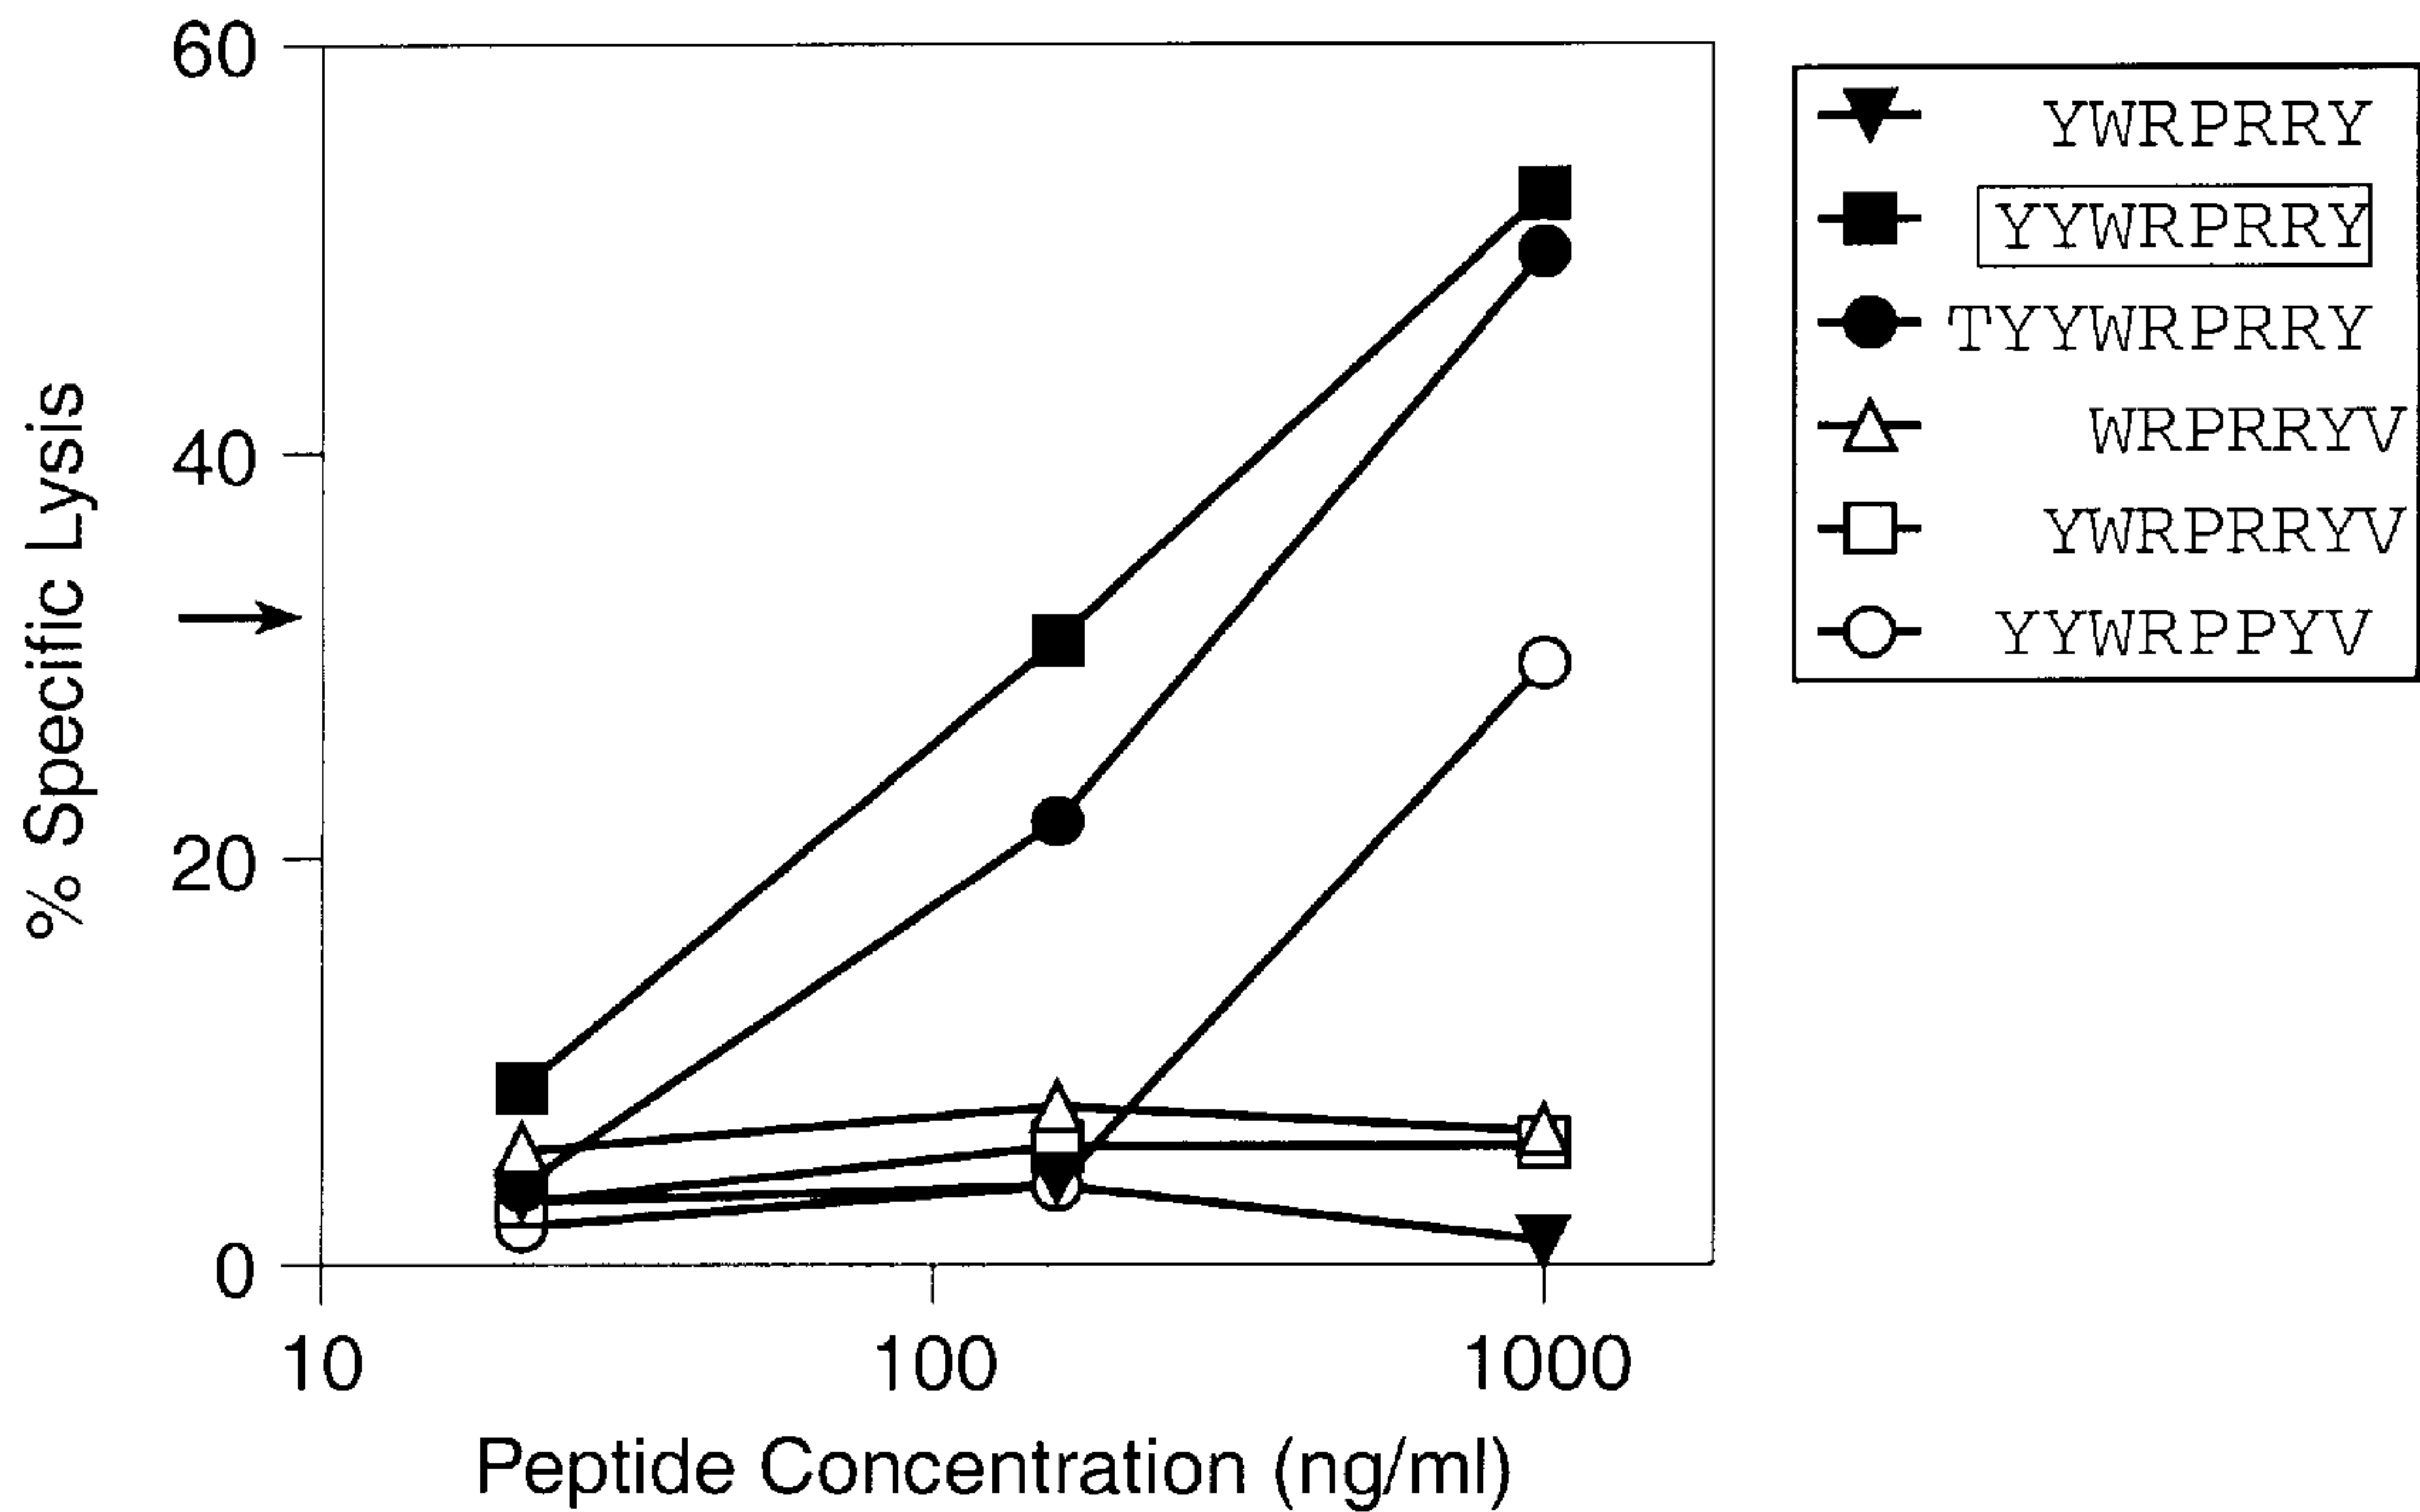 60
40
20
0
% Specific Lysis
10
100
1000
Peptide Concentration (ng/ml)
YWRPRRY
YYWRPRRY
TYYWRPRRY
WRPRRYV
YWRPRRYV
YYWRPPYV